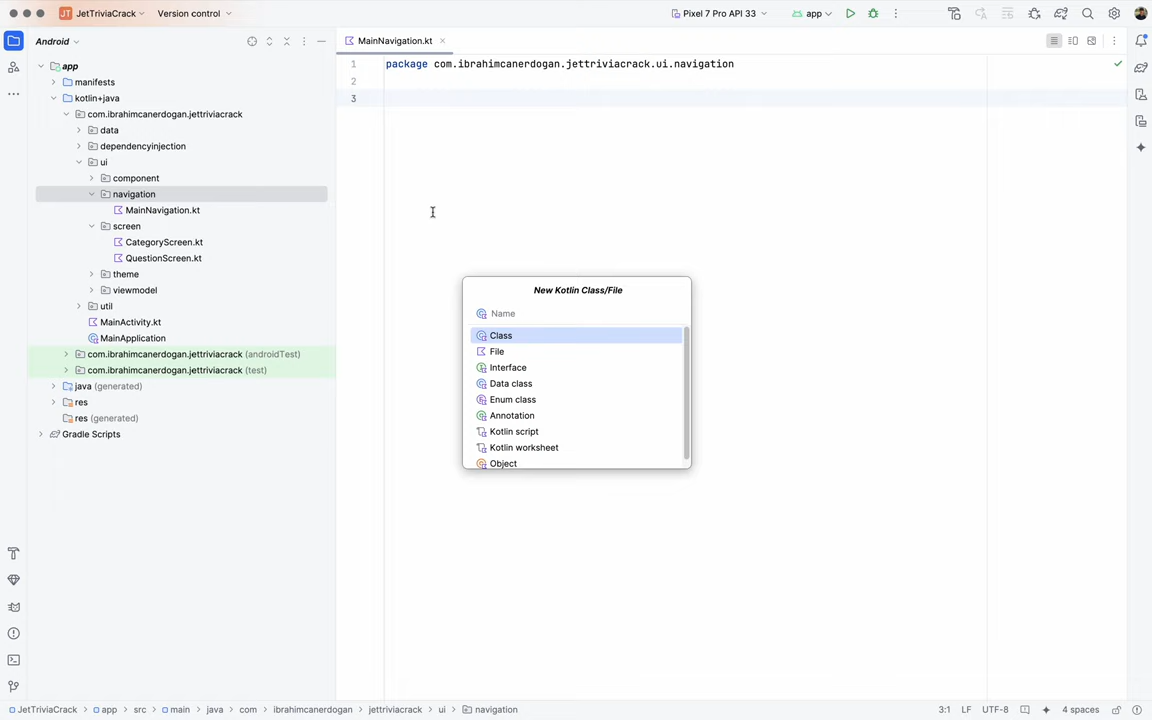 JT JetTriviaCrack Version control Pixel 7 Pro API 33 app
Android
MainNavigation.kt
app
manifests
kotlin+java
com.ibrahimcanerdogan.jettriviacrack
data
dependencyinjection
ui
component
navigation
MainNavigation.kt
screen
CategoryScreen.kt
QuestionScreen.kt
theme
viewmodel
util
MainActivity.kt
MainApplication
com.ibrahimcanerdogan.jettriviacrack (androidTest)
com.ibrahimcanerdogan.jettriviacrack (test)
java (generated)
res
res (generated)
Gradle Scripts
1 package com.ibrahimcanerdogan.jettriviacrack.ui.navigation
2
3
New Kotlin Class/File
Name
Class
File
Interface
Data class
Enum class
Annotation
Kotlin script
Kotlin worksheet
Object
JetTriviaCrack > app > src > main > java > com > ibrahimcanerdogan > jettriviacrack > ui > navigation 3:1 LF UTF-8 4 spaces